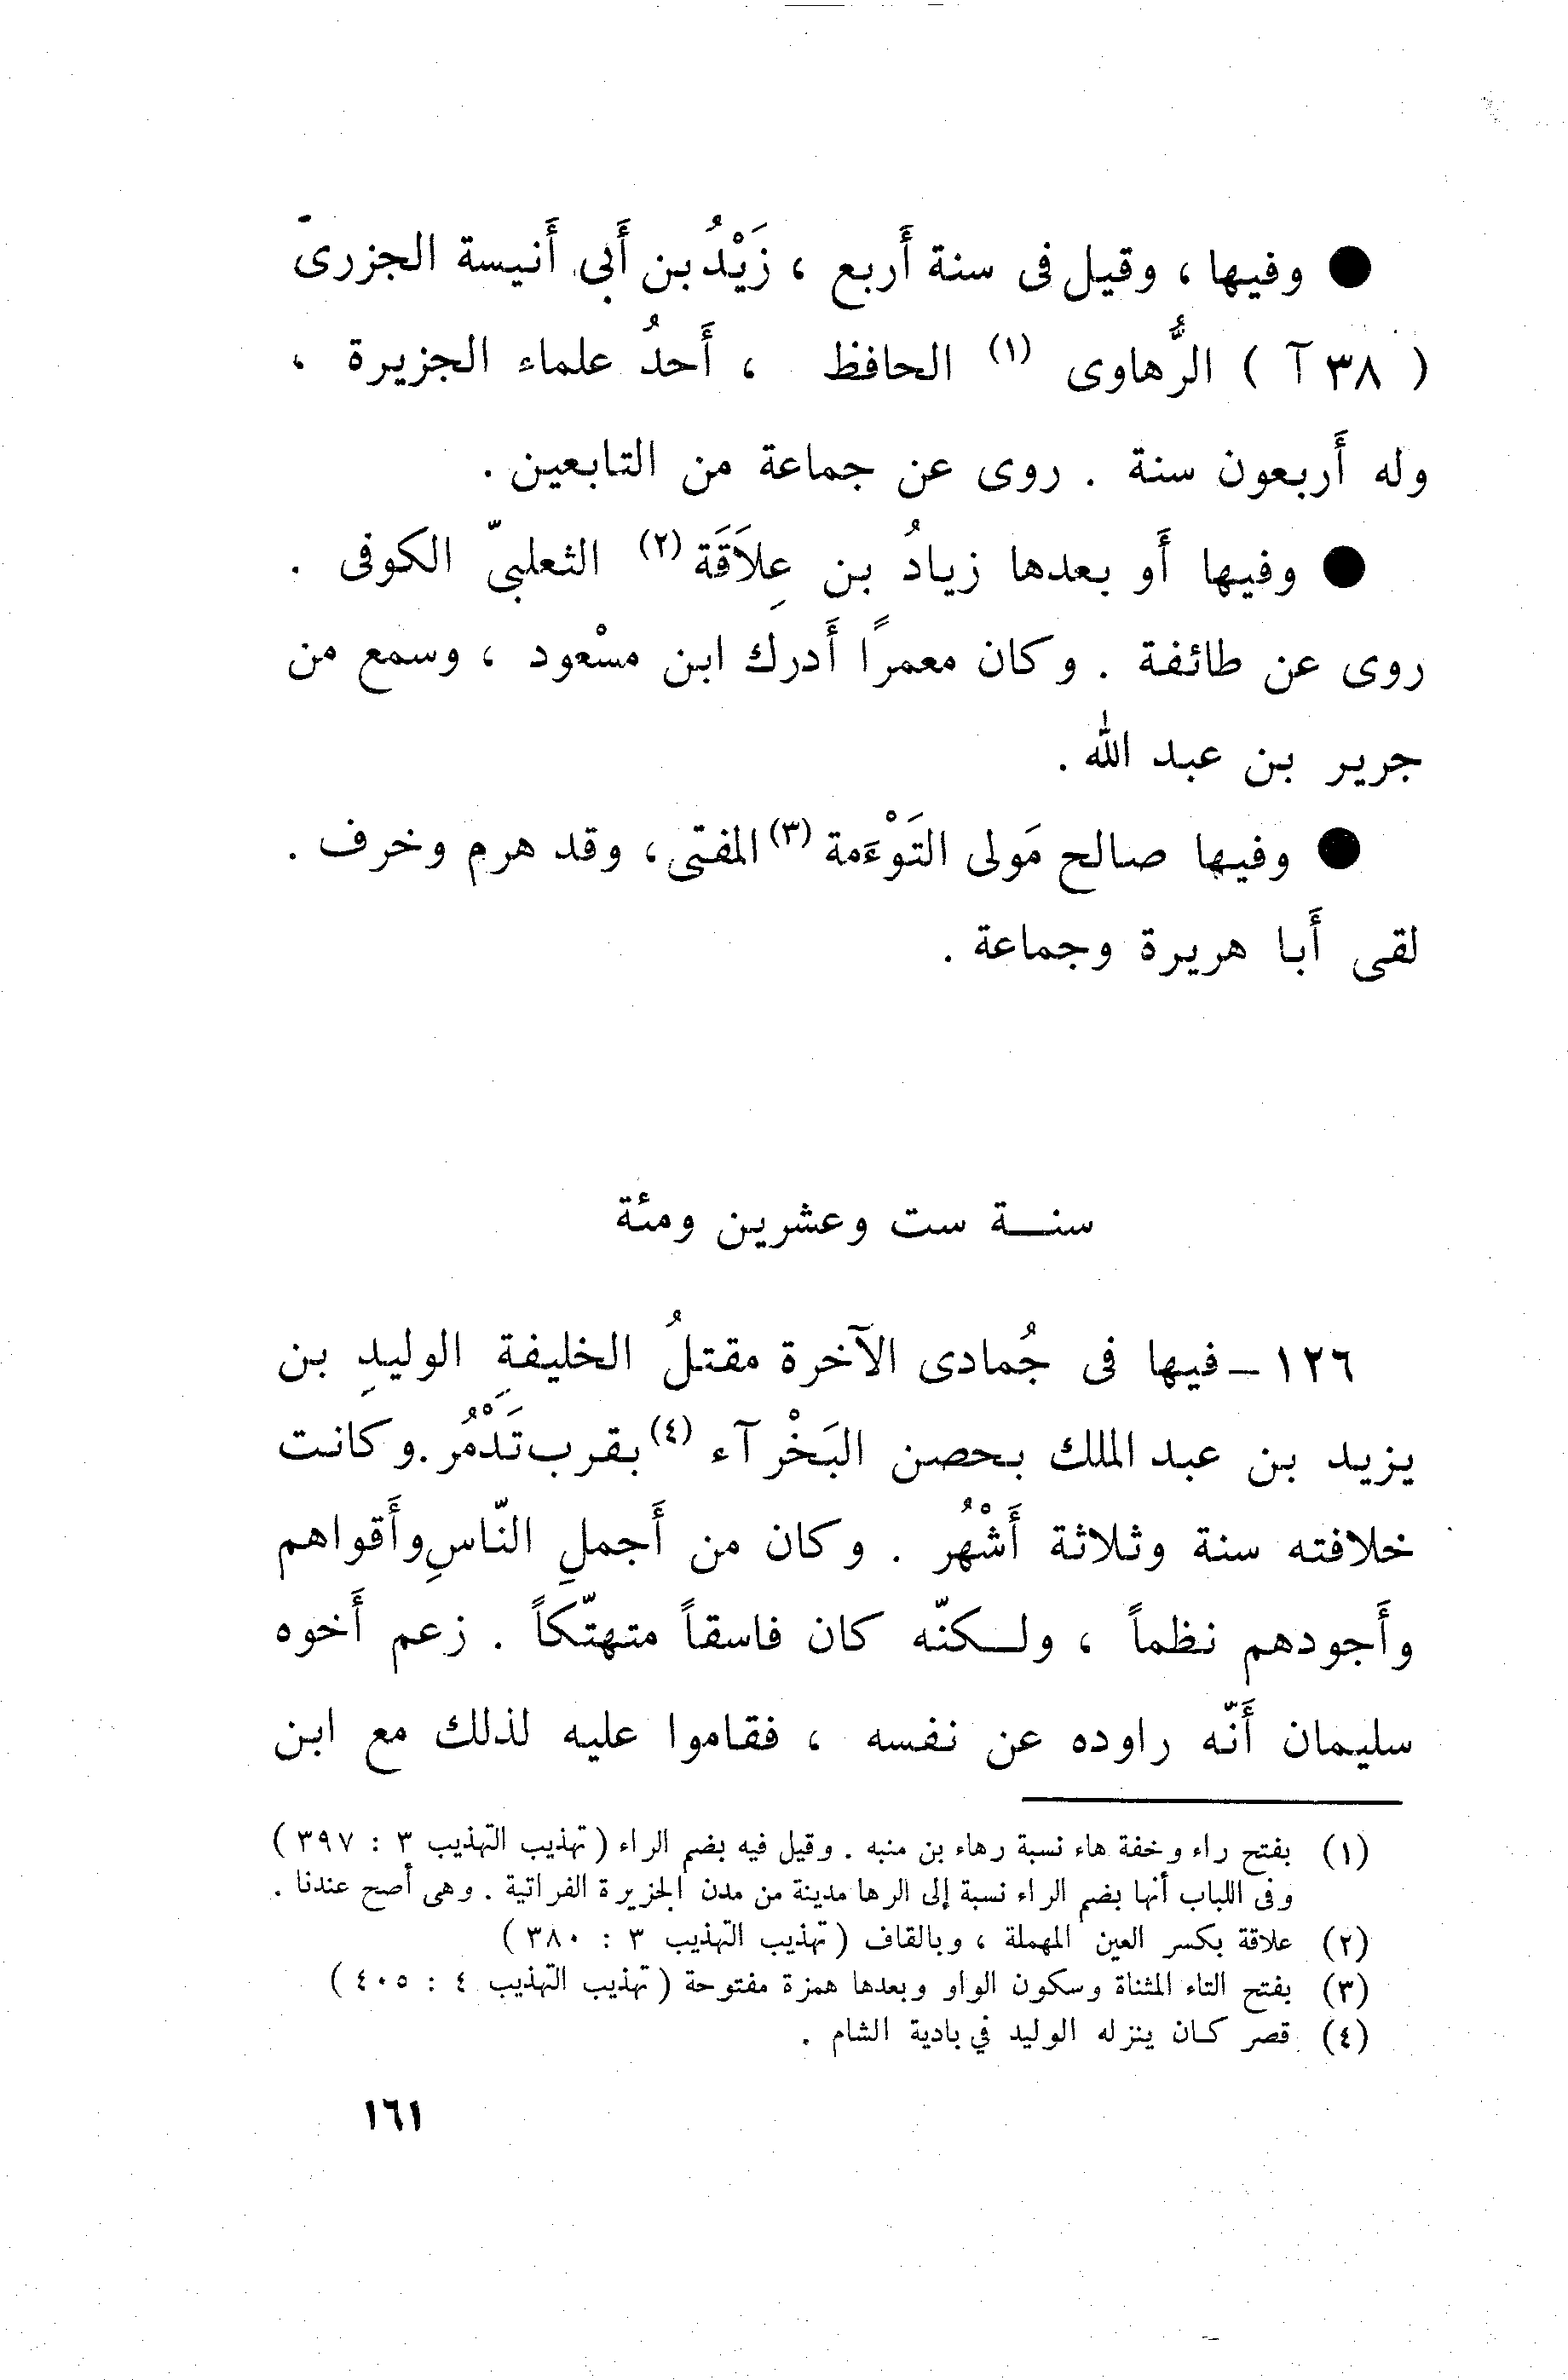 ● وفيها ، وقيل فى سنة أَربع ، زَيْدُ بن أَبى أَنيسة الجزرىّ
( ٣٨ آ ) الرُّهاوى (١) الحافظ ، أَحدُ علماء الجزيرة ،
وله أَربعون سنة . روى عن جماعة من التابعين .
● وفيها أَو بعدها زيادُ بن عِلاَقَة (٢) الثعلبىّ الكوفى .
روى عن طائفة . وكان معمرًا أَدرك ابن مسْعود ، وسمع من
جرير بن عبد الله .
● وفيها صالح مَولى التَوْءَمة (٣) المفتى ، وقد هرم وخرف .
لقى أَبا هريرة وجماعة .
سنـــة ست وعشرين ومئة
١٢٦ – فيها فى جُمادى الآخرة مقتلُ الخليفةِ الوليدِ بن
يزيد بن عبد الملك بحصن البَخْرآء (٤) بقرب تَدْمُر . وكانت
خلافته سنة وثلاثة أَشْهُر . وكان من أَجملِ النّاسِ وأَقواهم
وأَجودهم نظماً ، ولـكنّه كان فاسقاً متهتّكاً . زعم أَخوه
سليمان أَنّه راوده عن نفسه ، فقاموا عليه لذلك مع ابن
(١) بفتح راء وخفة هاء نسبة رهاء بن منبه . وقيل فيه بضم الراء ( تهذيب التهذيب ٣ : ٣٩٧ )
وفى اللباب أنها بضم الراء نسبة إلى الرها مدينة من مدن الجزيرة الفراتية . وهى أصح عندنا .
(٢) علاقة بكسر العين المهملة ، وبالقاف ( تهذيب التهذيب ٣ : ٣٨٠ )
(٣) بفتح التاء المثناة وسكون الواو وبعدها همزة مفتوحة ( تهذيب التهذيب ٤ : ٤٠٥ )
(٤) قصر كان ينزله الوليد في بادية الشام .
١٦١